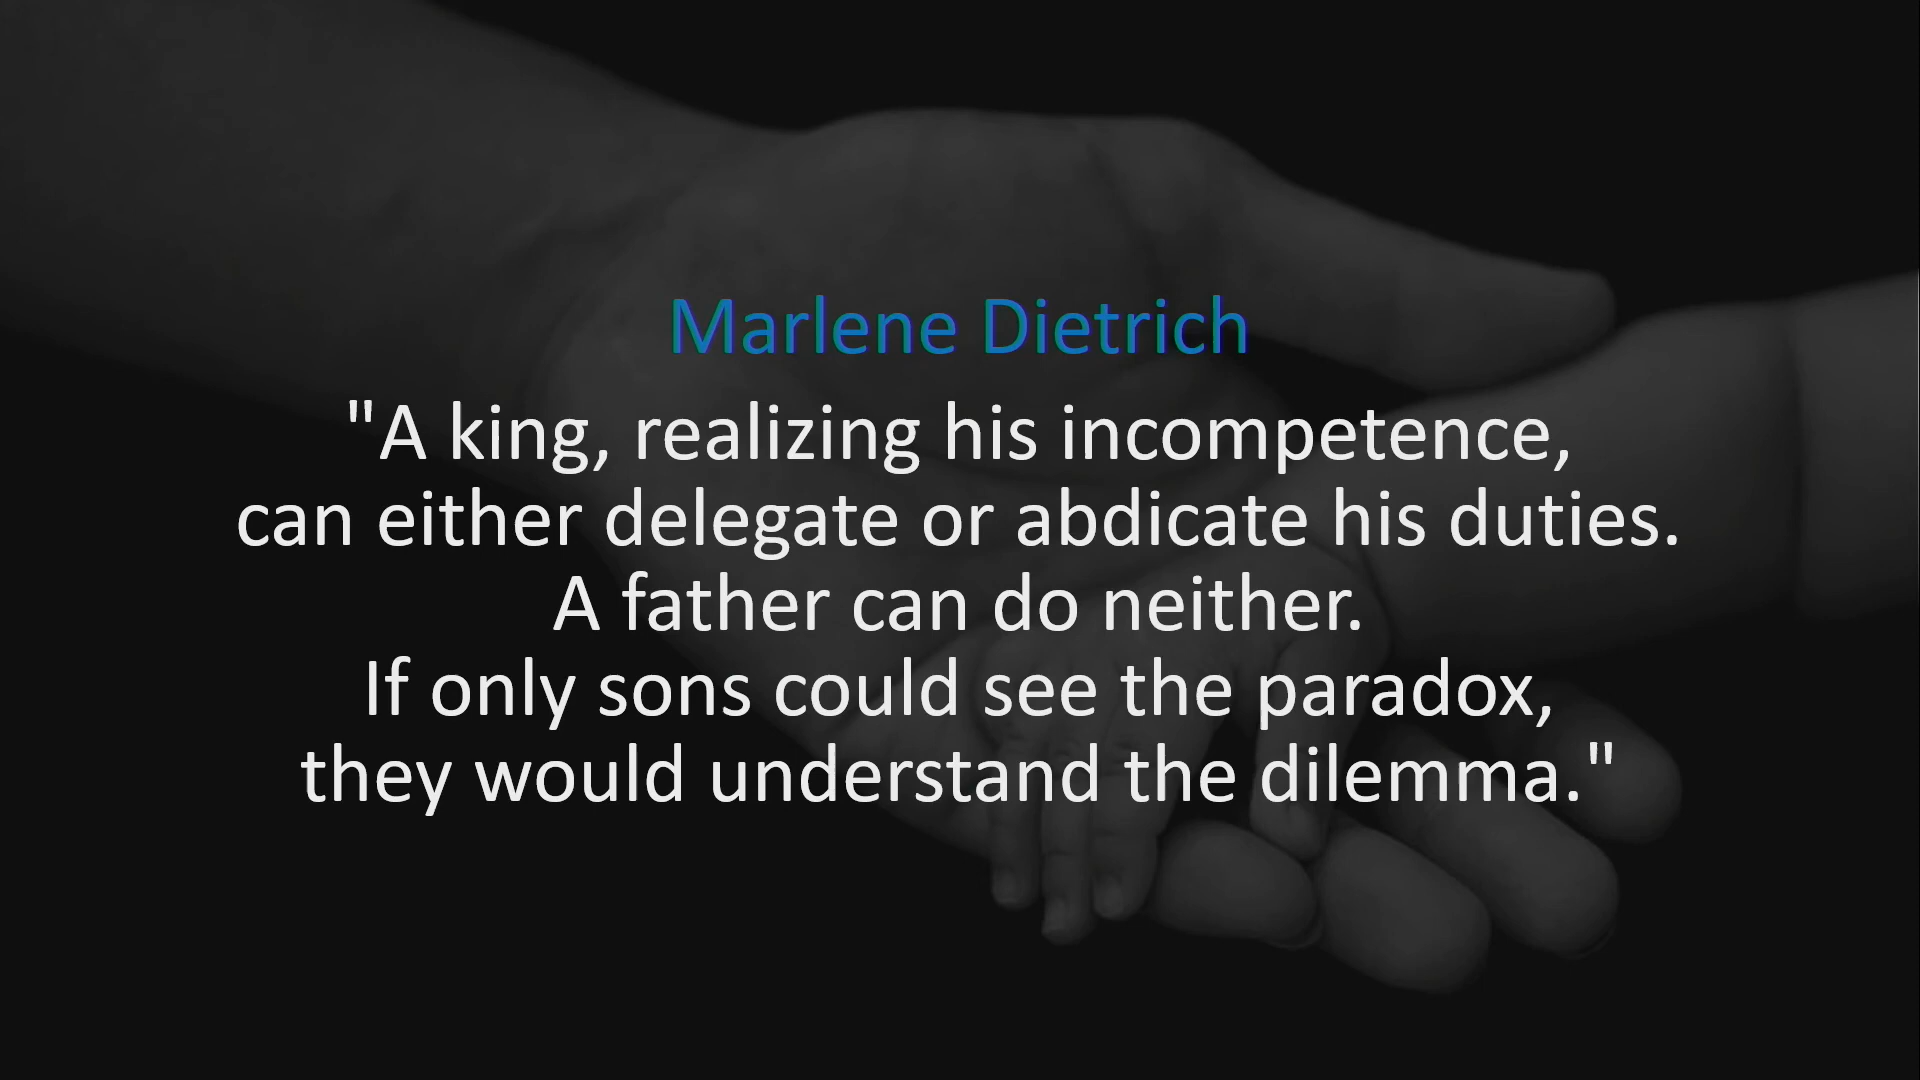 Marlene Dietrich
"A king, realizing his incompetence,
can either delegate or abdicate his duties.
A father can do neither.
If only sons could see the paradox,
they would understand the dilemma."